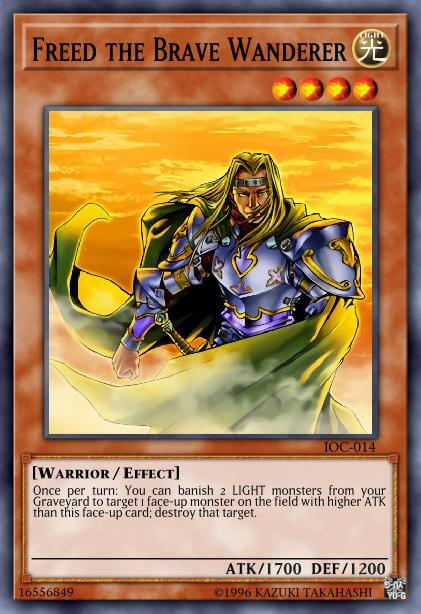 Freed the Brave Wanderer
LIGHT
光
IOC-014
[Warrior / Effect]
Once per turn: You can banish 2 LIGHT monsters from your
Graveyard to target 1 face-up monster on the field with higher ATK
than this face-up card; destroy that target.
ATK/1700 DEF/1200
16556849
©1996 KAZUKI TAKAHASHI